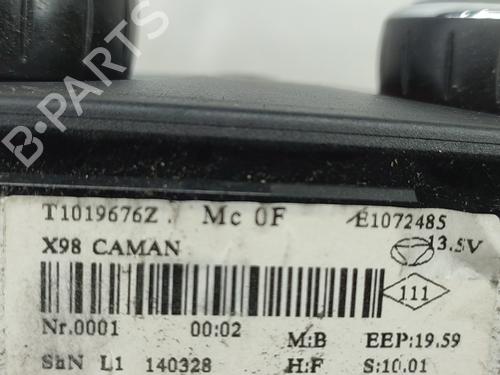 T1019676Z. Mc 0F E1072485
X98 CAMAN 13.5V
111
Nr.0001 00:02 M:B EEP:19.59
SnN L1 140328 H:F S:10.01
B-PARTS